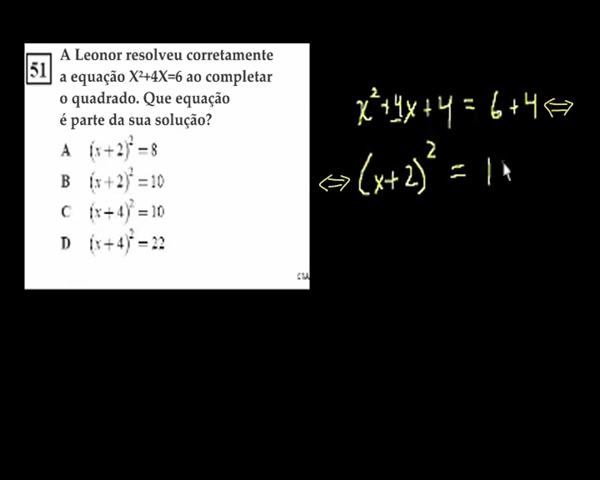 51
A Leonor resolveu corretamente
a equação X²+4X=6 ao completar
o quadrado. Que equação
é parte da sua solução?
A (x+2)²=8
B (x+2)²=10
C (x+4)²=10
D (x+4)²=22
x²+4x+4=6+4⇔
⇔(x+2)²=1